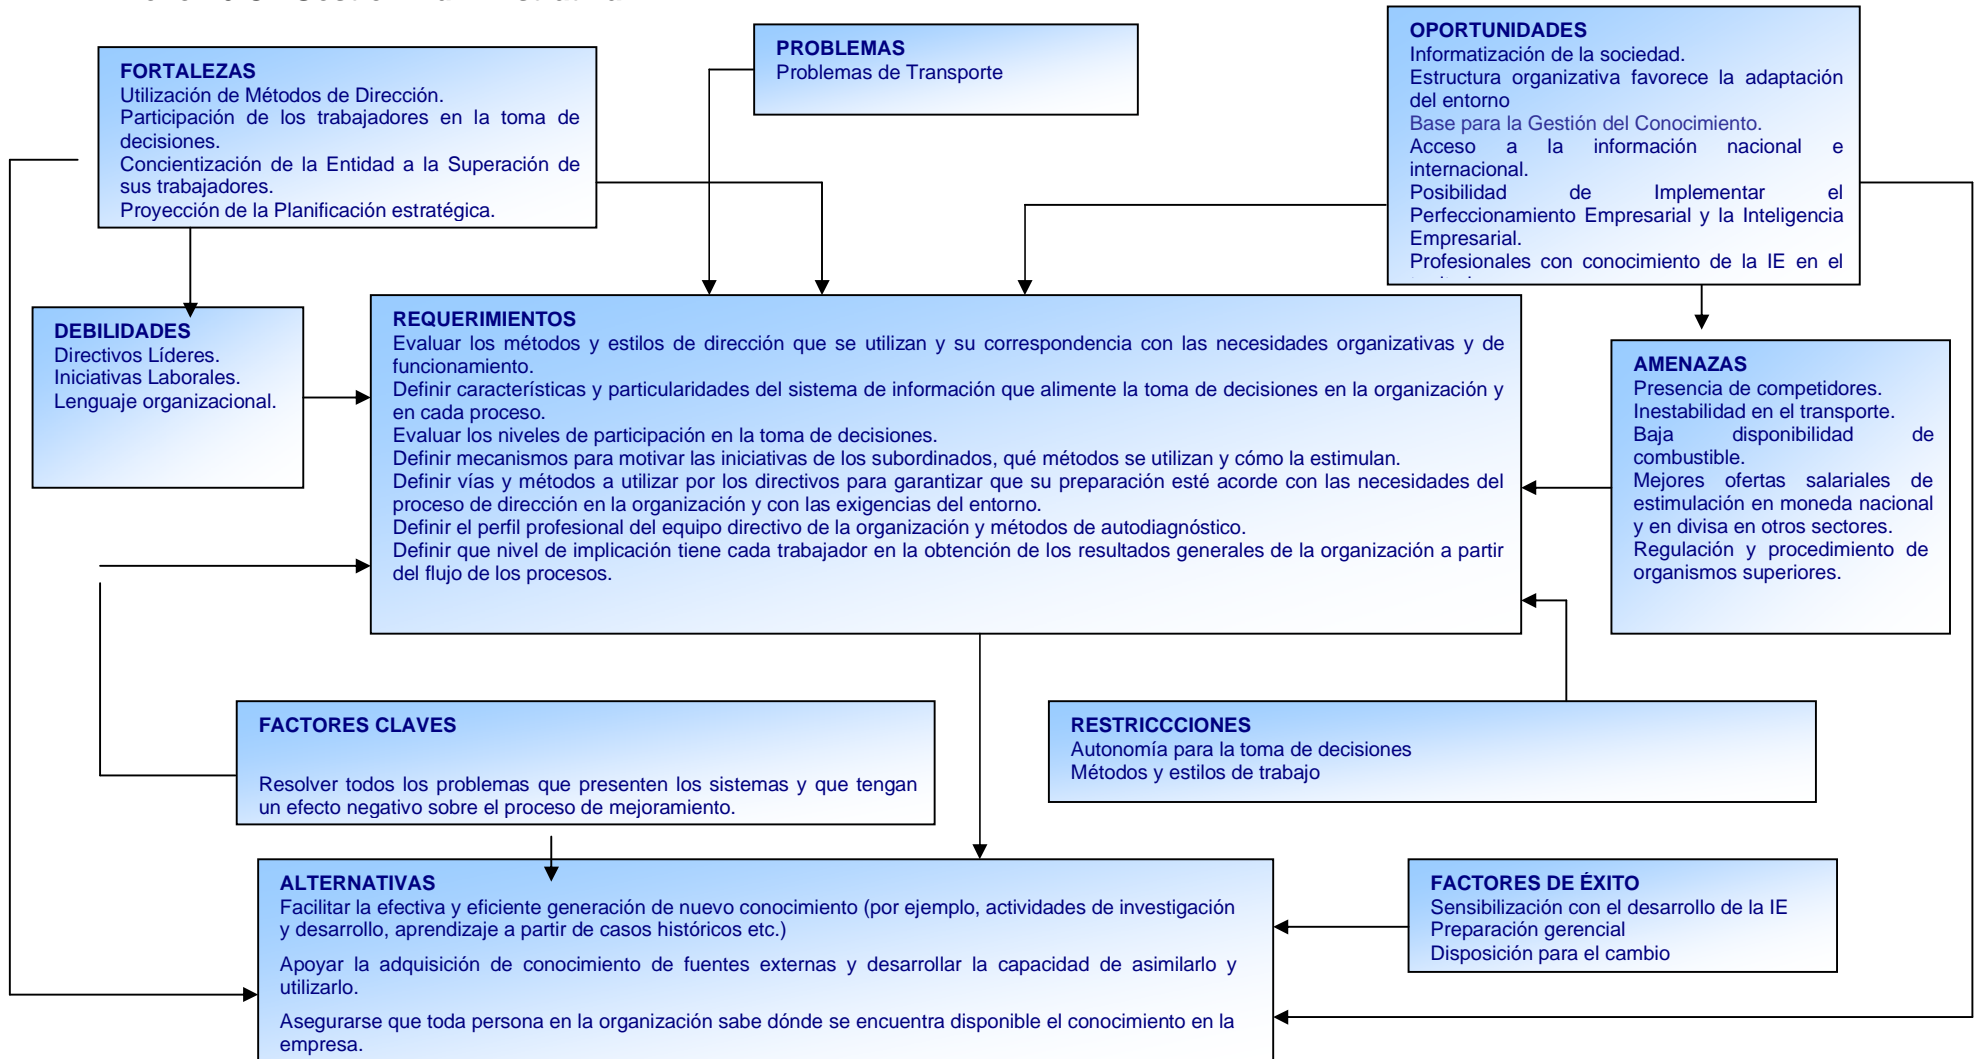 FORTALEZAS
Utilización de Métodos de Dirección.
Participación de los trabajadores en la toma de
decisiones.
Concientización de la Entidad a la Superación de
sus trabajadores.
Proyección de la Planificación estratégica.
PROBLEMAS
Problemas de Transporte
OPORTUNIDADES
Informatización de la sociedad.
Estructura organizativa favorece la adaptación
del entorno
Base para la Gestión del Conocimiento.
Acceso a la información nacional e
internacional.
Posibilidad de Implementar el
Perfeccionamiento Empresarial y la Inteligencia
Empresarial.
Profesionales con conocimiento de la IE en el
DEBILIDADES
Directivos Líderes.
Iniciativas Laborales.
Lenguaje organizacional.
REQUERIMIENTOS
Evaluar los métodos y estilos de dirección que se utilizan y su correspondencia con las necesidades organizativas y de
funcionamiento.
Definir características y particularidades del sistema de información que alimente la toma de decisiones en la organización y
en cada proceso.
Evaluar los niveles de participación en la toma de decisiones.
Definir mecanismos para motivar las iniciativas de los subordinados, qué métodos se utilizan y cómo la estimulan.
Definir vías y métodos a utilizar por los directivos para garantizar que su preparación esté acorde con las necesidades del
proceso de dirección en la organización y con las exigencias del entorno.
Definir el perfil profesional del equipo directivo de la organización y métodos de autodiagnóstico.
Definir que nivel de implicación tiene cada trabajador en la obtención de los resultados generales de la organización a partir
del flujo de los procesos.
AMENAZAS
Presencia de competidores.
Inestabilidad en el transporte.
Baja disponibilidad de
combustible.
Mejores ofertas salariales de
estimulación en moneda nacional
y en divisa en otros sectores.
Regulación y procedimiento de
organismos superiores.
FACTORES CLAVES
Resolver todos los problemas que presenten los sistemas y que tengan
un efecto negativo sobre el proceso de mejoramiento.
RESTRICCCIONES
Autonomía para la toma de decisiones
Métodos y estilos de trabajo
ALTERNATIVAS
Facilitar la efectiva y eficiente generación de nuevo conocimiento (por ejemplo, actividades de investigación
y desarrollo, aprendizaje a partir de casos históricos etc.)
Apoyar la adquisición de conocimiento de fuentes externas y desarrollar la capacidad de asimilarlo y
utilizarlo.
Asegurarse que toda persona en la organización sabe dónde se encuentra disponible el conocimiento en la
empresa.
FACTORES DE ÉXITO
Sensibilización con el desarrollo de la IE
Preparación gerencial
Disposición para el cambio